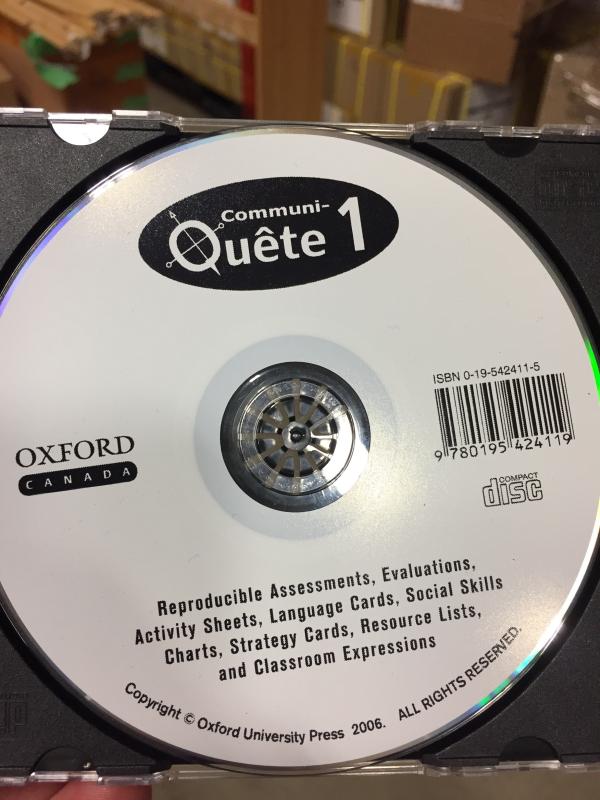 Communi-
Quête 1
ISBN 0-19-542411-5
9 780195 424119
OXFORD
CANADA
COMPACT
disc
Reproducible Assessments, Evaluations,
Activity Sheets, Language Cards, Social Skills
Charts, Strategy Cards, Resource Lists,
and Classroom Expressions
Copyright © Oxford University Press 2006. ALL RIGHTS RESERVED.